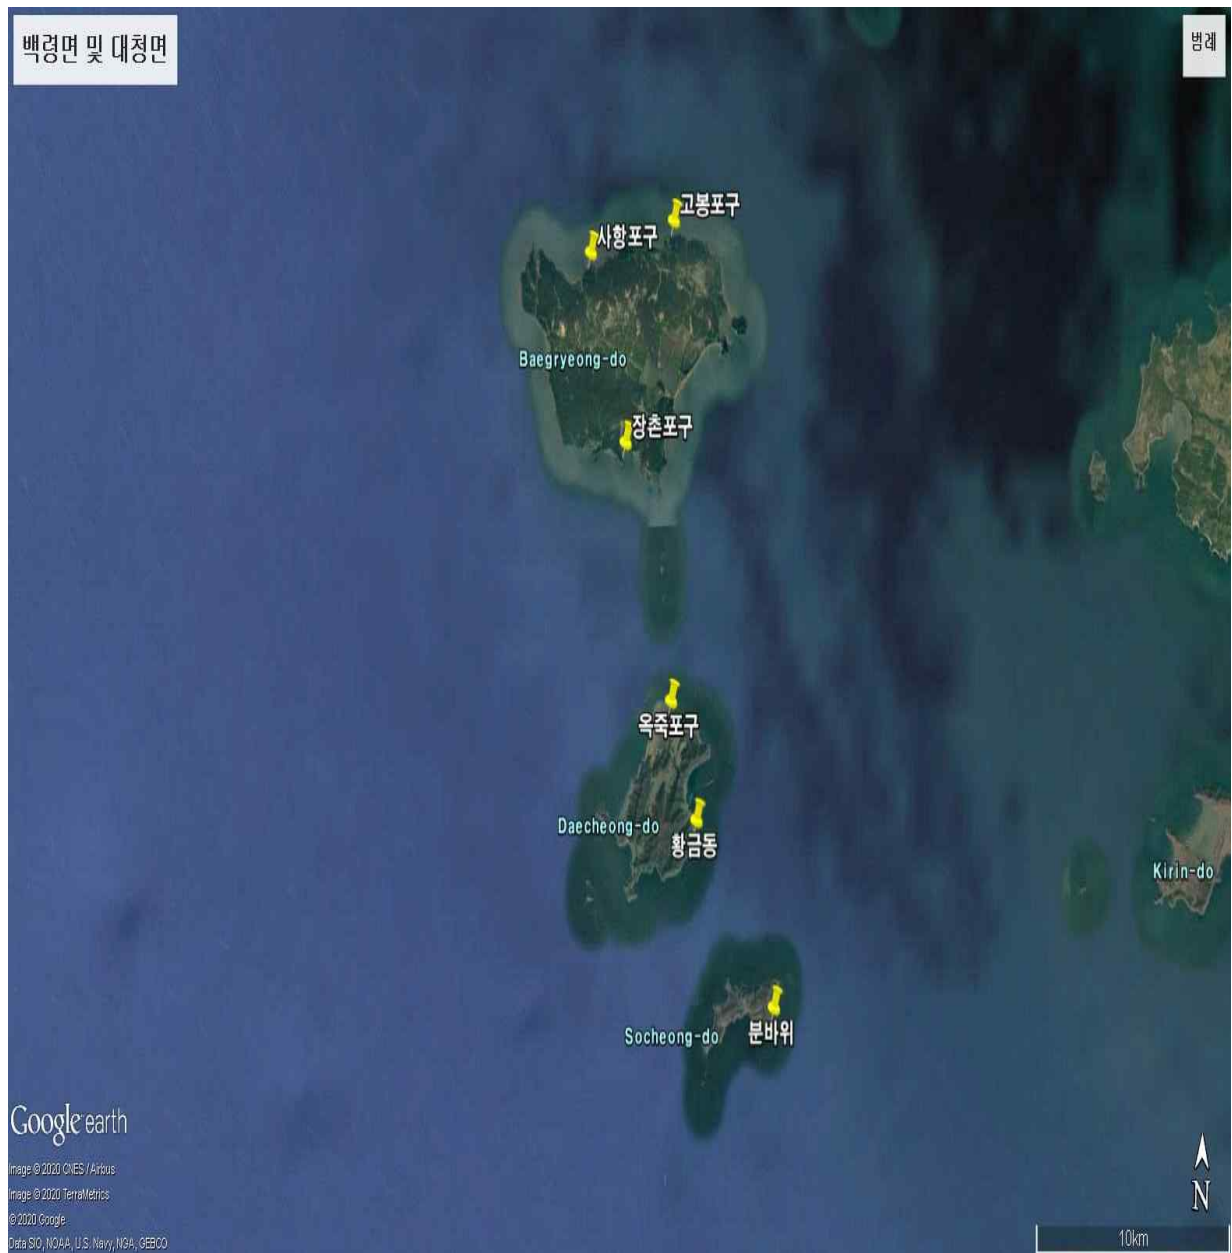 백령면 및 대청면
범례
고봉포구
사항포구
Baegryeong-do
장촌포구
옥죽포구
Daecheong-do
황금동
Kirin-do
Socheong-do
분바위
Google earth
Image © 2020 CNES / Airbus
Image © 2020 TerraMetrics
© 2020 Google
Data SIO, NOAA, U.S. Navy, NGA, GEBCO
N
10km